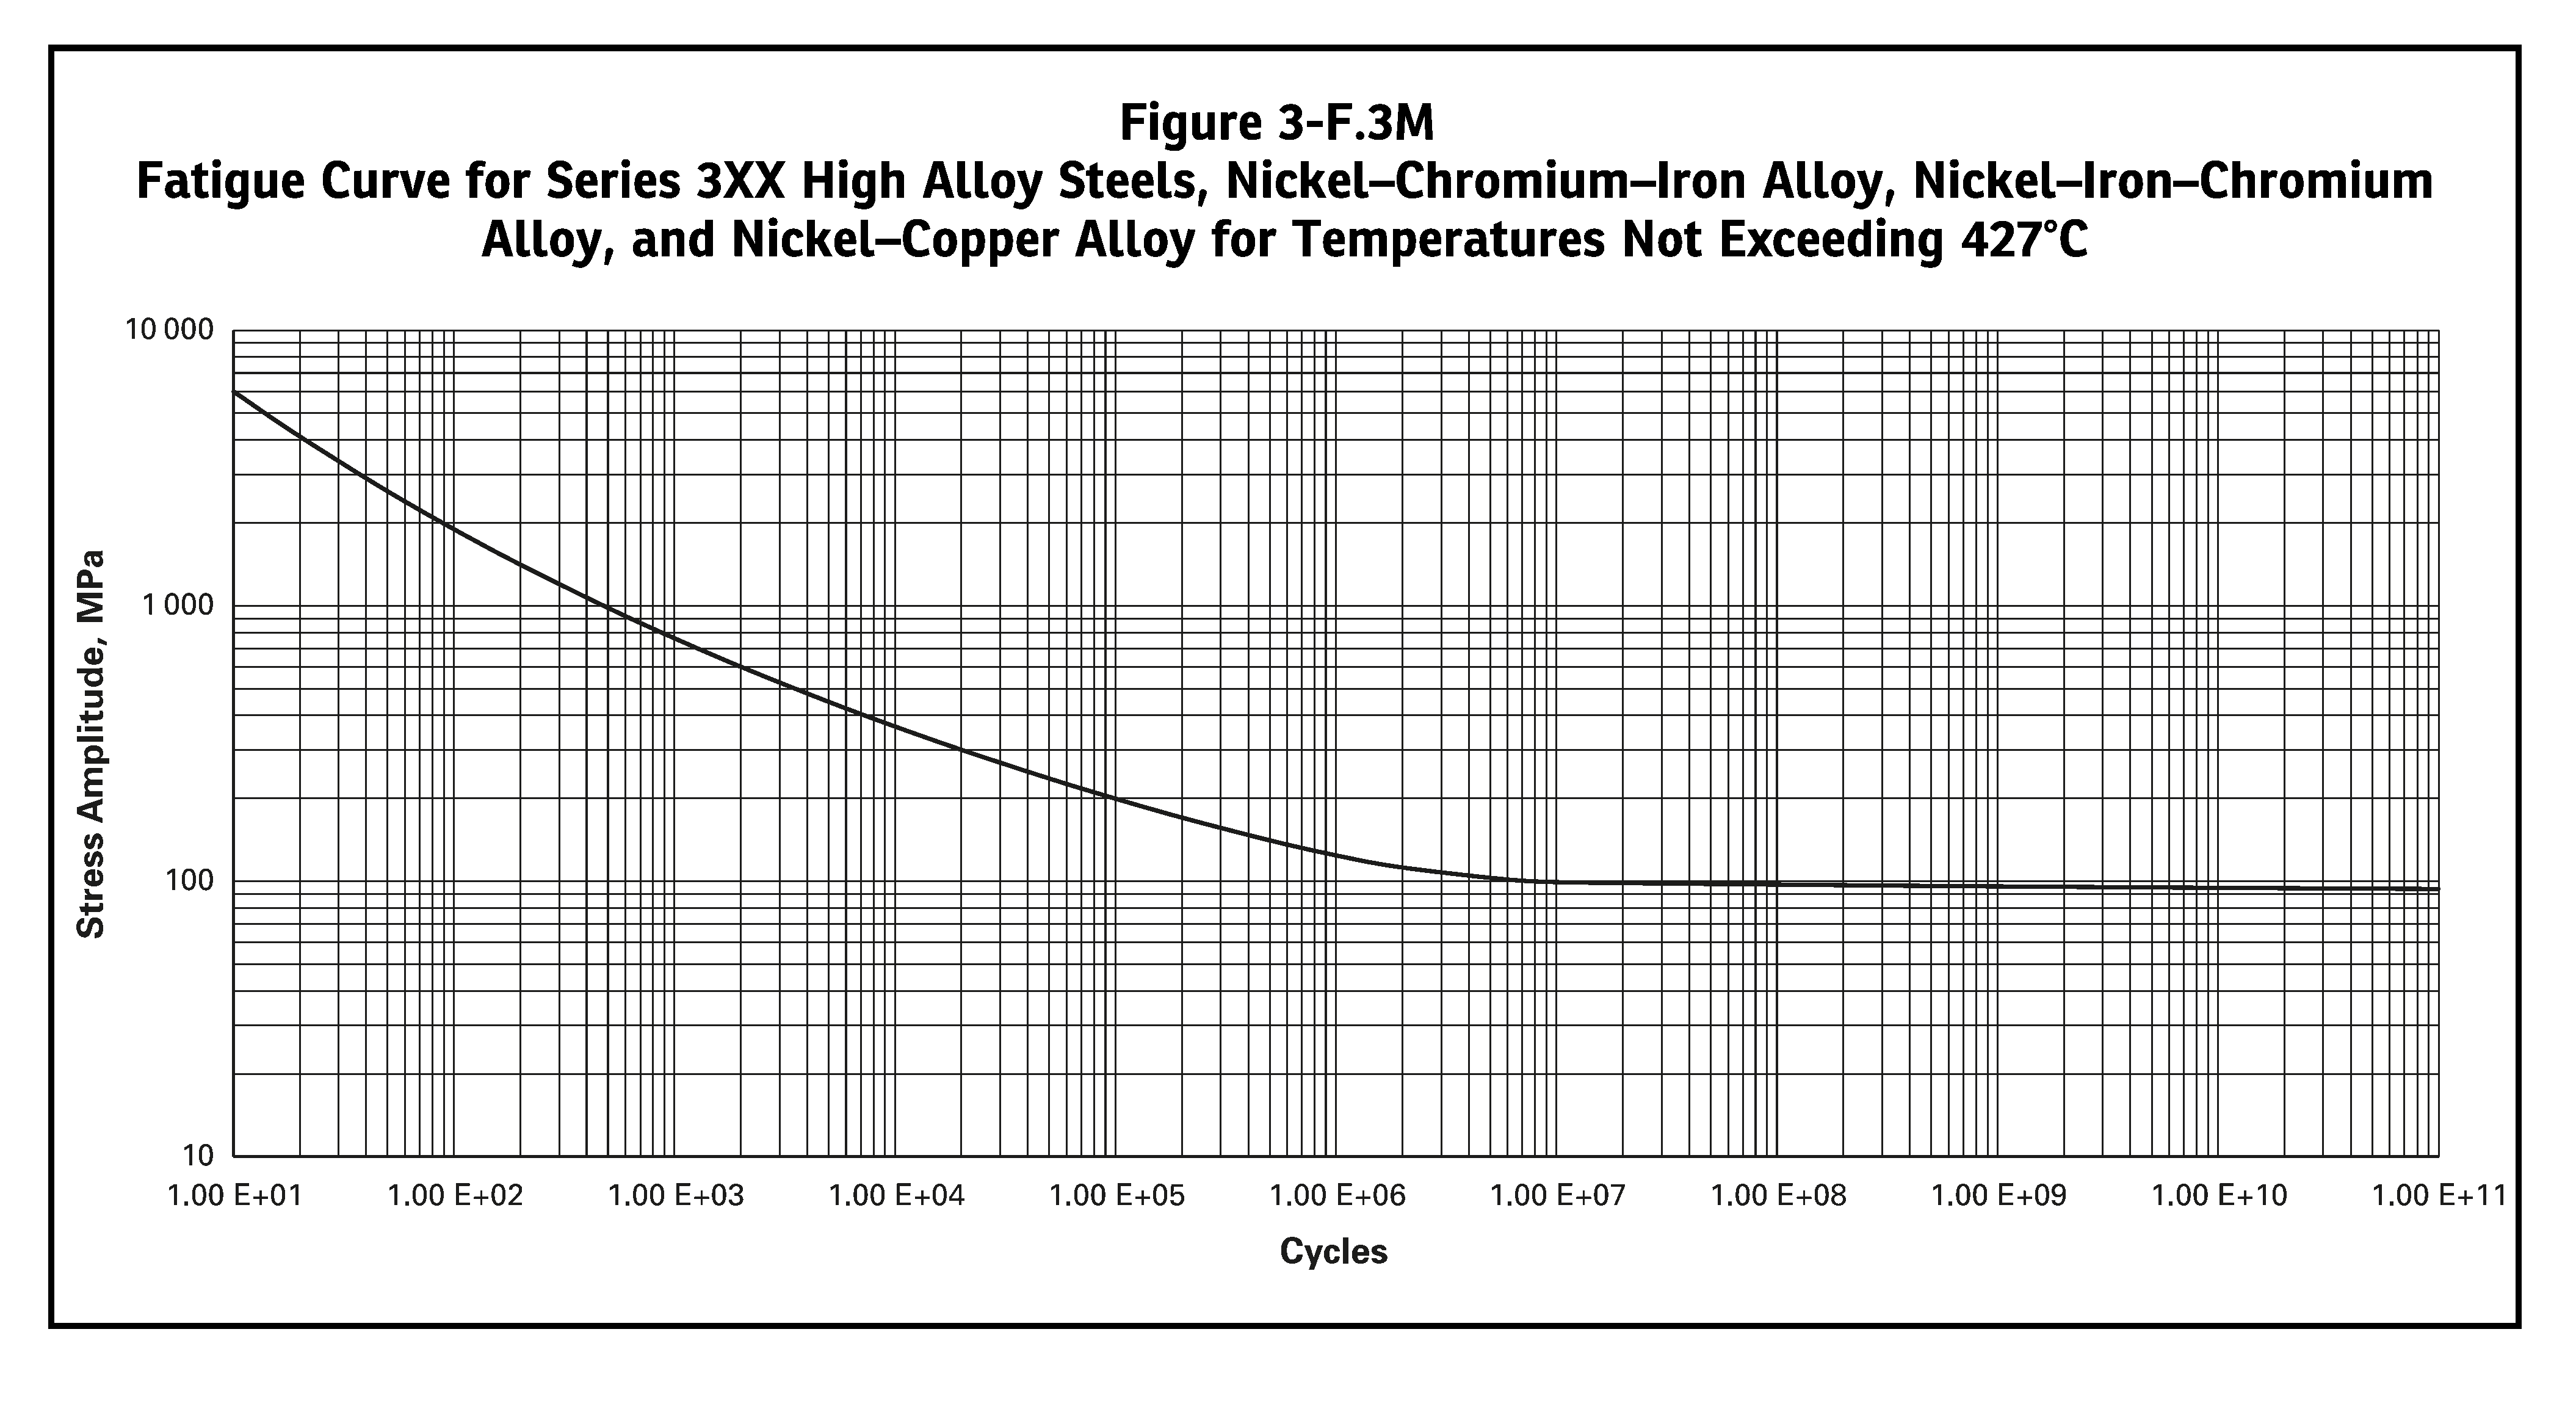 Figure 3-F.3M
Fatigue Curve for Series 3XX High Alloy Steels, Nickel–Chromium–Iron Alloy, Nickel–Iron–Chromium
Alloy, and Nickel–Copper Alloy for Temperatures Not Exceeding 427°C
10 000
1 000
100
10
Stress Amplitude, MPa
1.00 E+01 1.00 E+02 1.00 E+03 1.00 E+04 1.00 E+05 1.00 E+06 1.00 E+07 1.00 E+08 1.00 E+09 1.00 E+10 1.00 E+11
Cycles